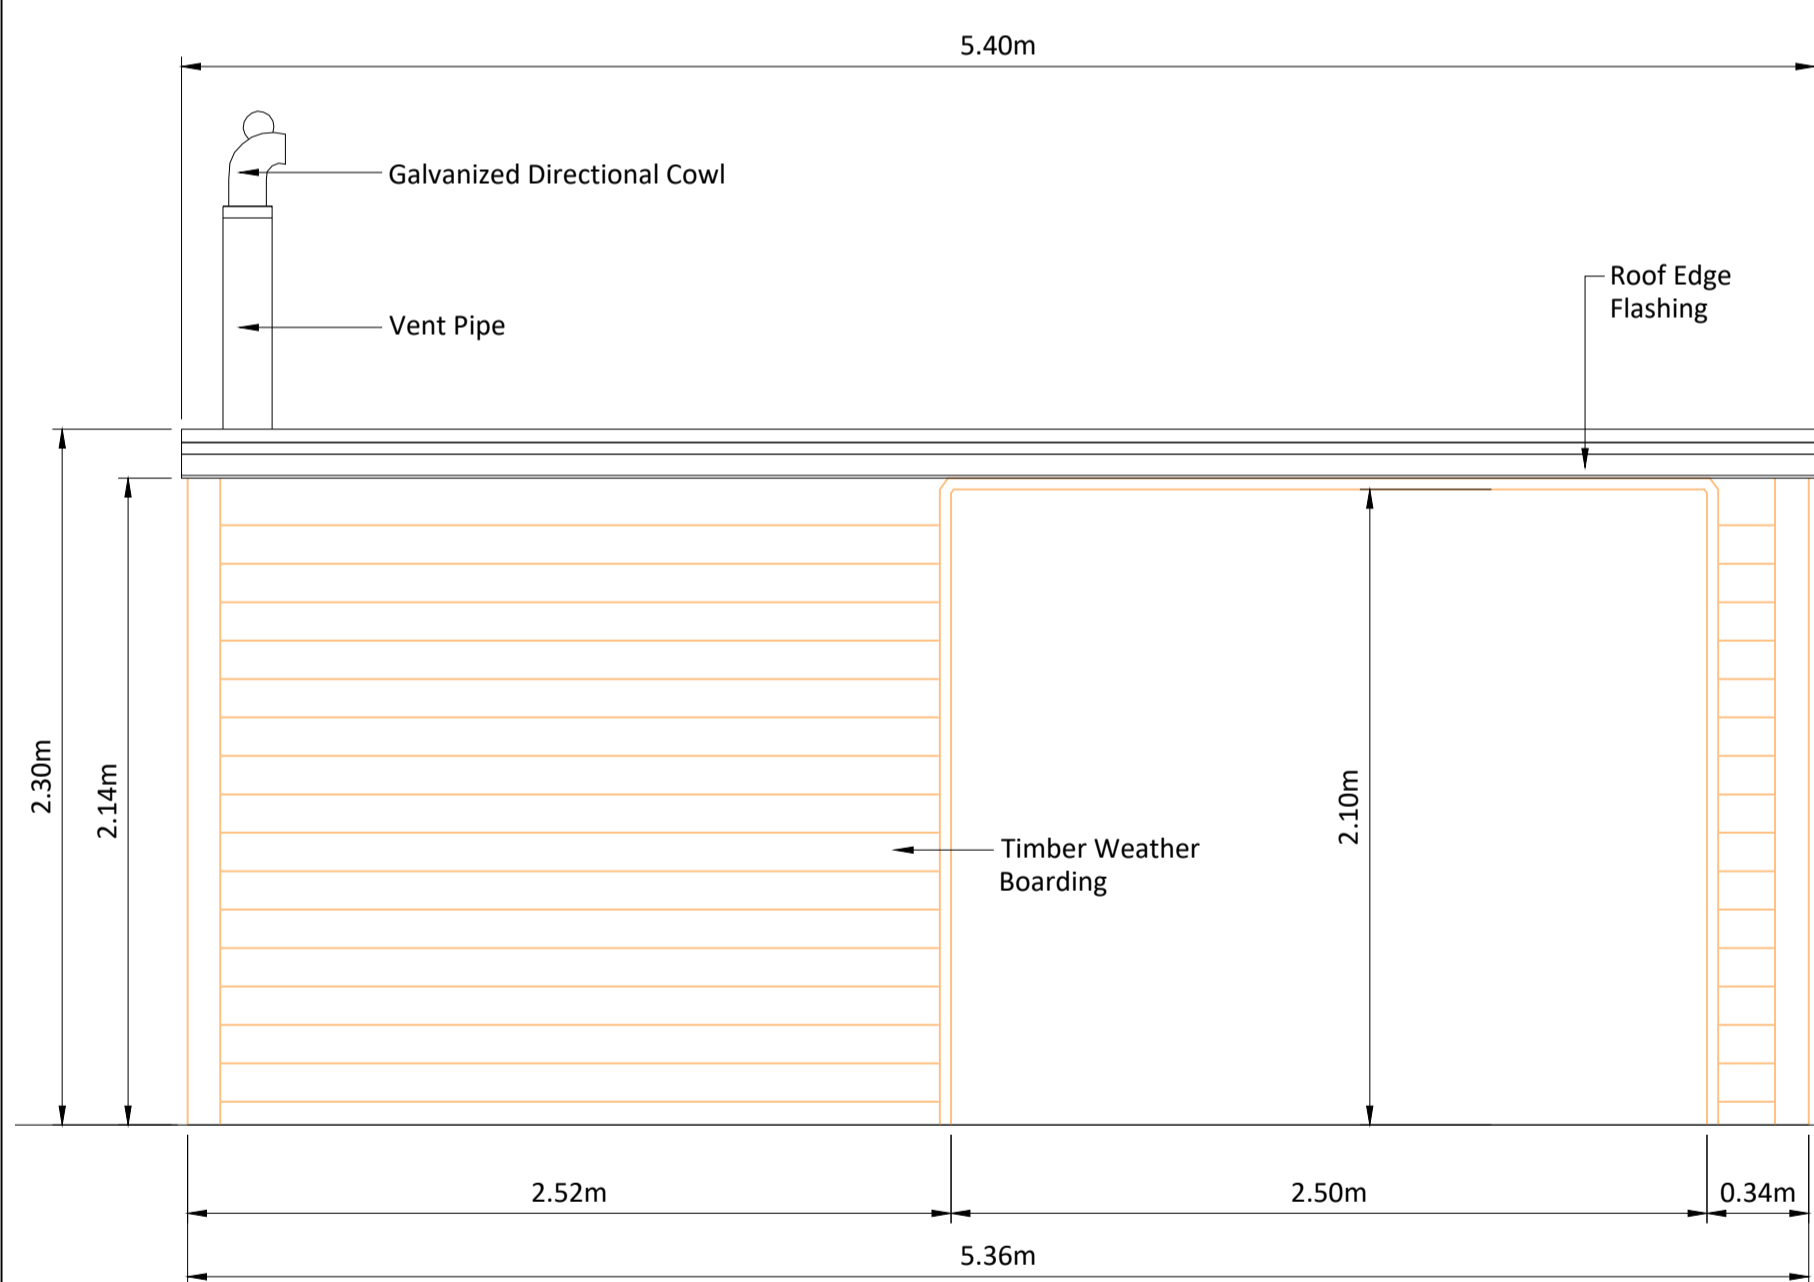 5.40m
Galvanized Directional Cowl
Roof Edge
Flashing
Vent Pipe
2.30m
2.14m
2.10m
Timber Weather
Boarding
2.52m
2.50m
0.34m
5.36m